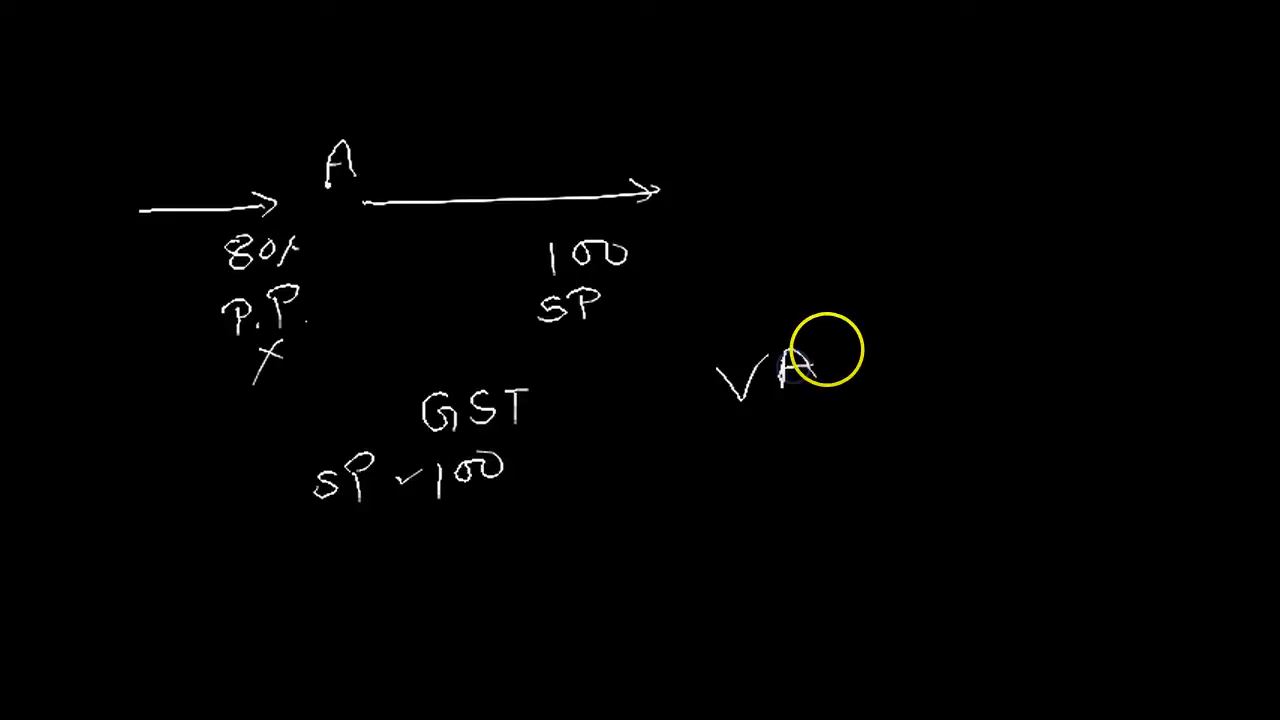 A
80/- 100
P.P. SP
X
VA
GST
SP ✓ 100